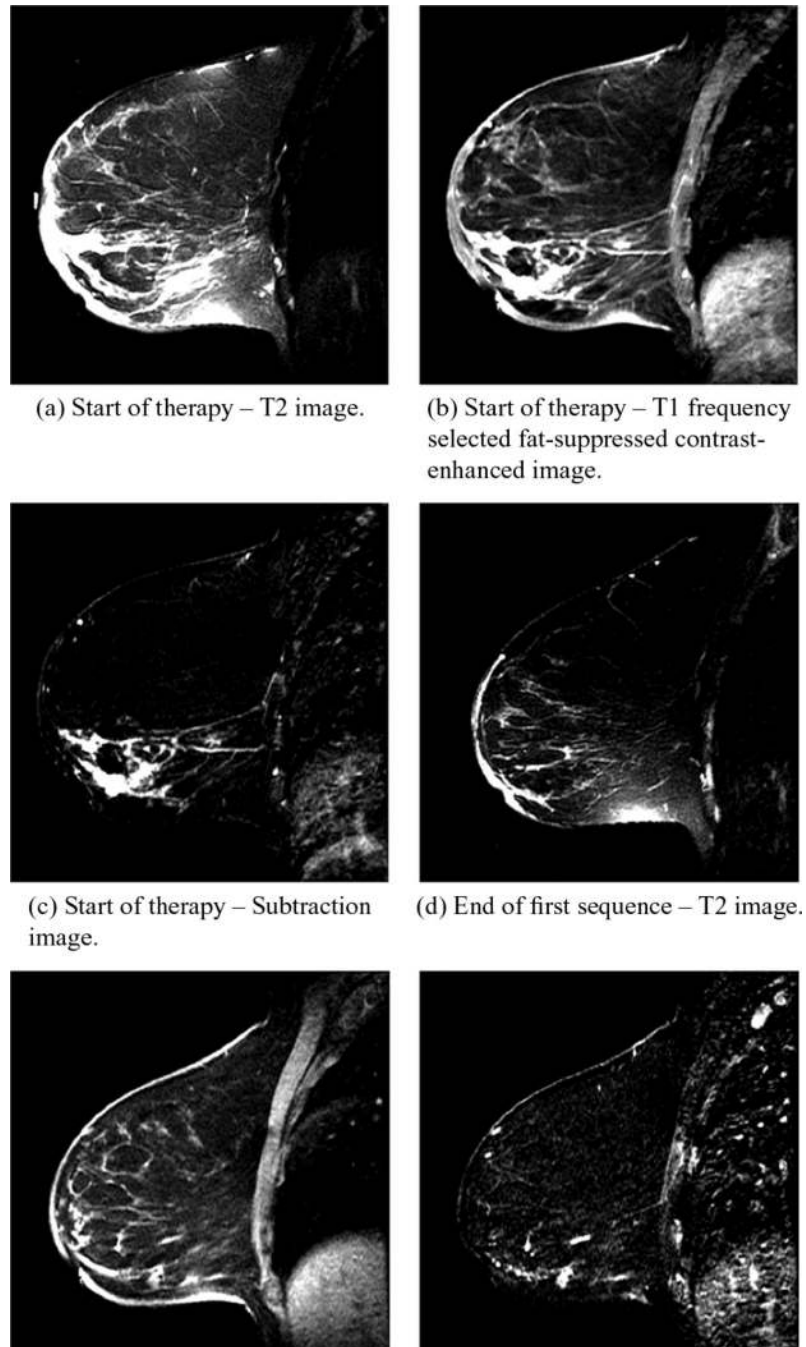 (a) Start of therapy – T2 image.
(b) Start of therapy – T1 frequency
selected fat-suppressed contrast-
enhanced image.
(c) Start of therapy – Subtraction
image.
(d) End of first sequence – T2 image.